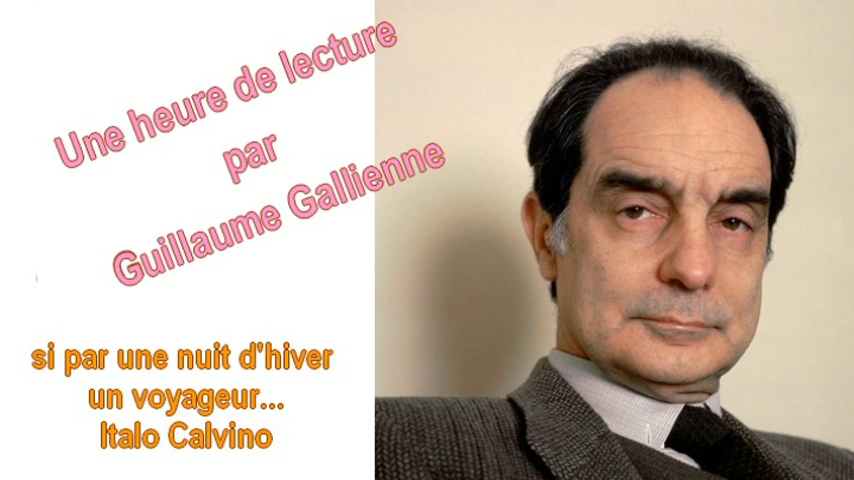 Une heure de lecture
par
Guillaume Gallienne
si par une nuit d'hiver
un voyageur...
Italo Calvino